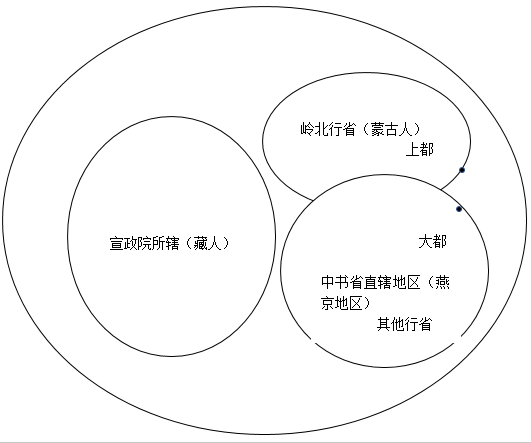 岭北行省（蒙古人）
上都
宣政院所辖（藏人）
大都
中书省直辖地区（燕
京地区）
其他行省